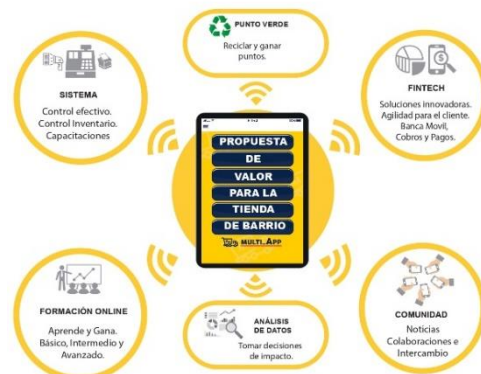 PUNTO VERDE
Reciclar y ganar
puntos.
SISTEMA
Control efectivo.
Control Inventario.
Capacitaciones
FINTECH
Soluciones innovadoras.
Agilidad para el cliente.
Banca Movil,
Cobros y Pagos.
PROPUESTA
DE
VALOR
PARA LA
TIENDA
DE BARRIO
MULTI.APP
FORMACIÓN ONLINE
Aprende y Gana.
Básico, Intermedio y
Avanzado.
ANÁLISIS
DE DATOS
Tomar decisiones
de impacto.
COMUNIDAD
Noticias
Colaboraciones e
Intercambio